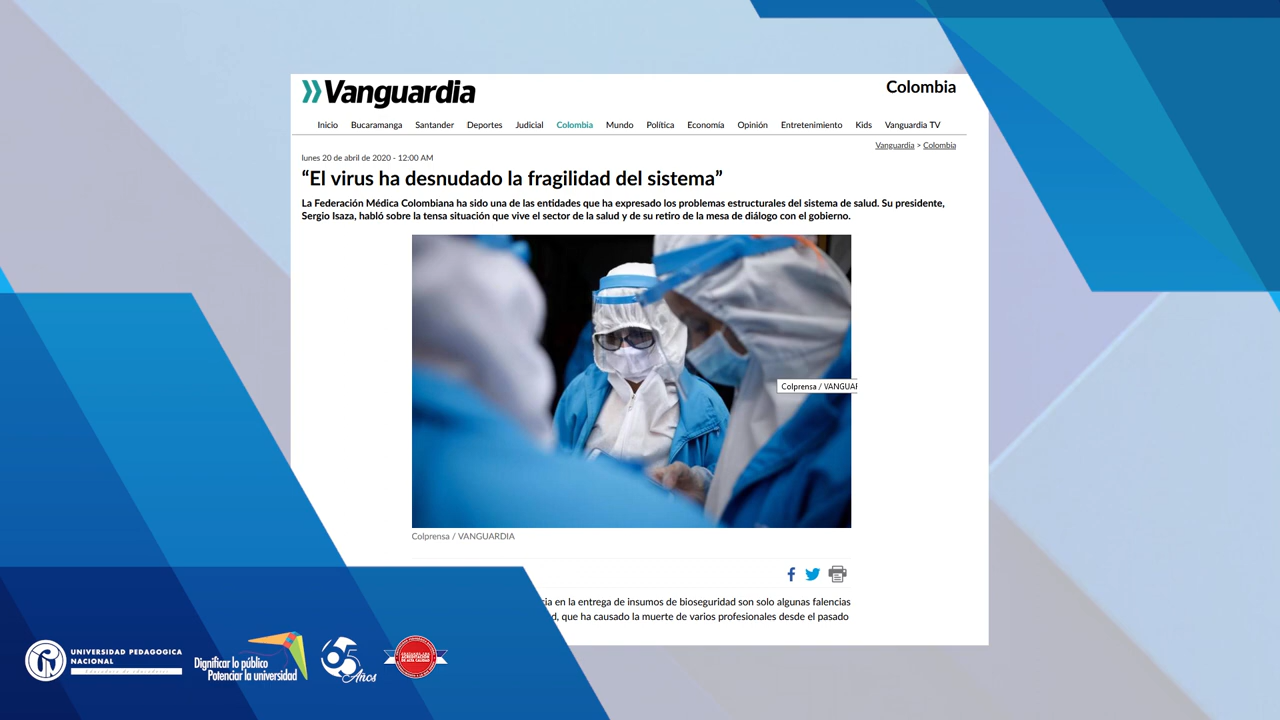 Vanguardia
Colombia
Inicio Bucaramanga Santander Deportes Judicial Colombia Mundo Política Economía Opinión Entretenimiento Kids Vanguardia TV
Vanguardia > Colombia
lunes 20 de abril de 2020 - 12:00 AM
“El virus ha desnudado la fragilidad del sistema”
La Federación Médica Colombiana ha sido una de las entidades que ha expresado los problemas estructurales del sistema de salud. Su presidente,
Sergio Isaza, habló sobre la tensa situación que vive el sector de la salud y de su retiro de la mesa de diálogo con el gobierno.
Colprensa / VANGUAR
Colprensa / VANGUARDIA
en la entrega de insumos de bioseguridad son solo algunas falencias
que ha causado la muerte de varios profesionales desde el pasado
UNIVERSIDAD PEDAGOGICA
NACIONAL
Educadora de educadores
Dignificar lo público
Potenciar la universidad
65 Años